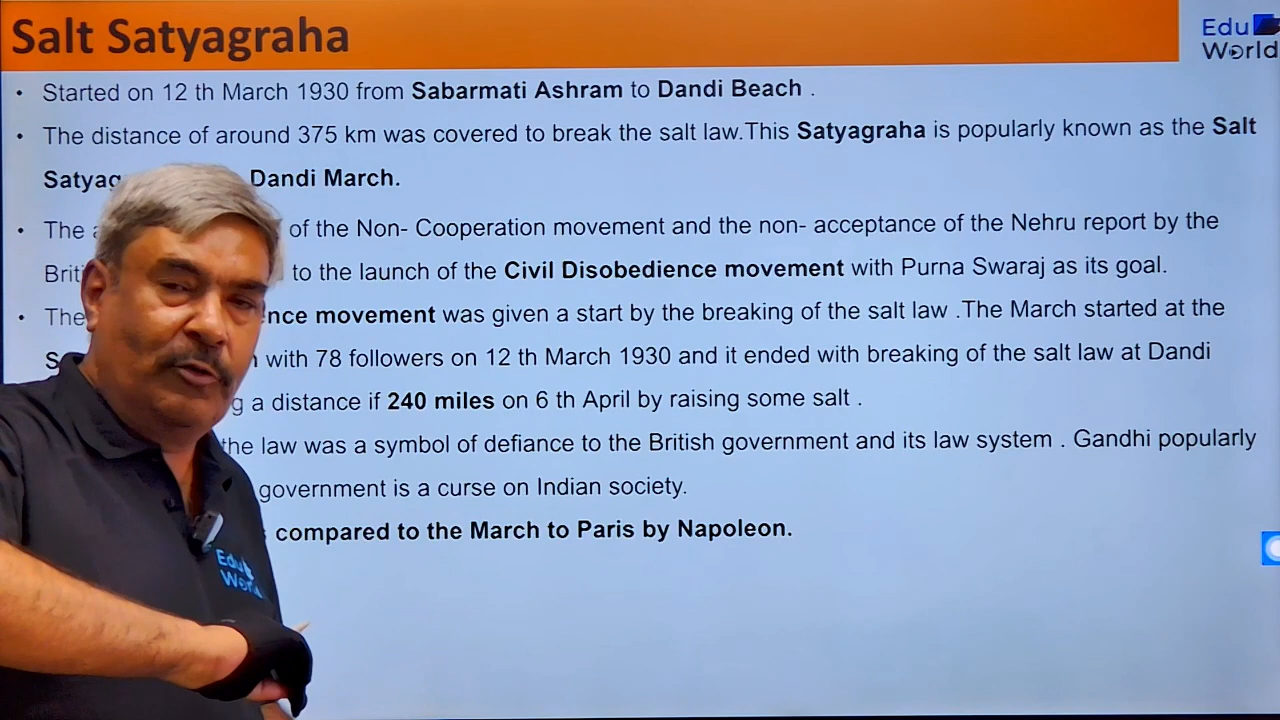 Salt Satyagraha
Edu
World
• Started on 12 th March 1930 from Sabarmati Ashram to Dandi Beach .
• The distance of around 375 km was covered to break the salt law.This Satyagraha is popularly known as the Salt
Dandi March.
• The of the Non- Cooperation movement and the non- acceptance of the Nehru report by the
to the launch of the Civil Disobedience movement with Purna Swaraj as its goal.
• The movement was given a start by the breaking of the salt law .The March started at the
with 78 followers on 12 th March 1930 and it ended with breaking of the salt law at Dandi
a distance if 240 miles on 6 th April by raising some salt .
the law was a symbol of defiance to the British government and its law system . Gandhi popularly
government is a curse on Indian society.
compared to the March to Paris by Napoleon.
Edu
World